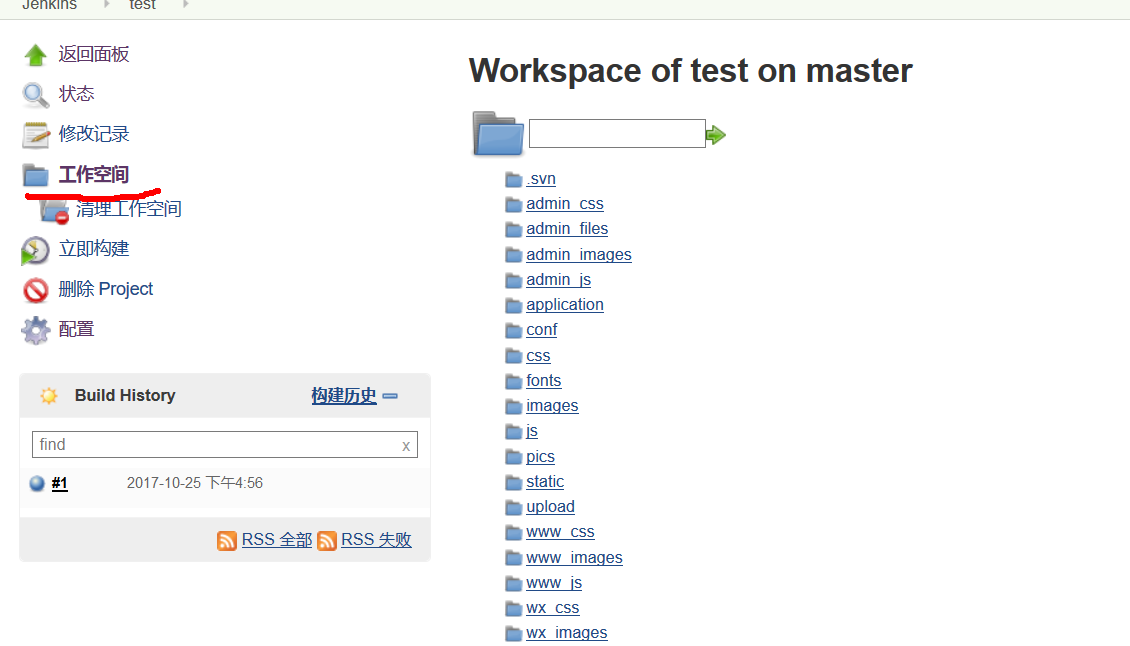 Jenkins test
返回面板
状态
修改记录
工作空间
清理工作空间
立即构建
删除 Project
配置
Build History 构建历史
find x
#1 2017-10-25 下午4:56
RSS 全部 RSS 失败
Workspace of test on master
.svn
admin_css
admin_files
admin_images
admin_js
application
conf
css
fonts
images
js
pics
static
upload
www_css
www_images
www_js
wx_css
wx_images